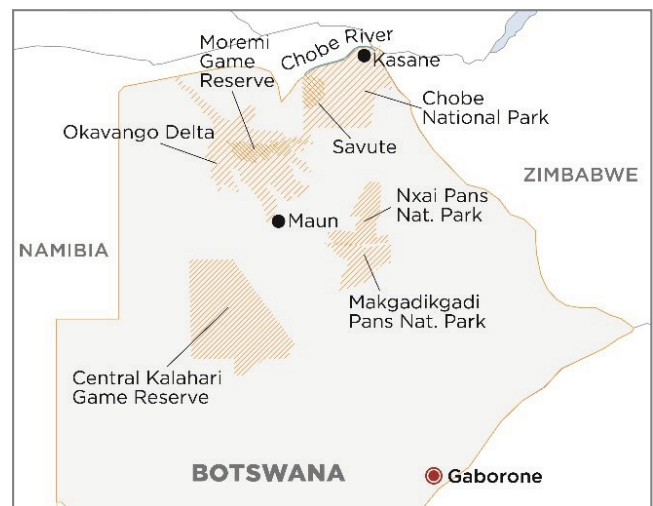 Moremi
Game
Reserve
Chobe River
Kasane
Chobe
National Park
Okavango Delta
Savute
ZIMBABWE
Nxai Pans
Nat. Park
Maun
NAMIBIA
Makgadikgadi
Pans Nat. Park
Central Kalahari
Game Reserve
BOTSWANA
Gaborone